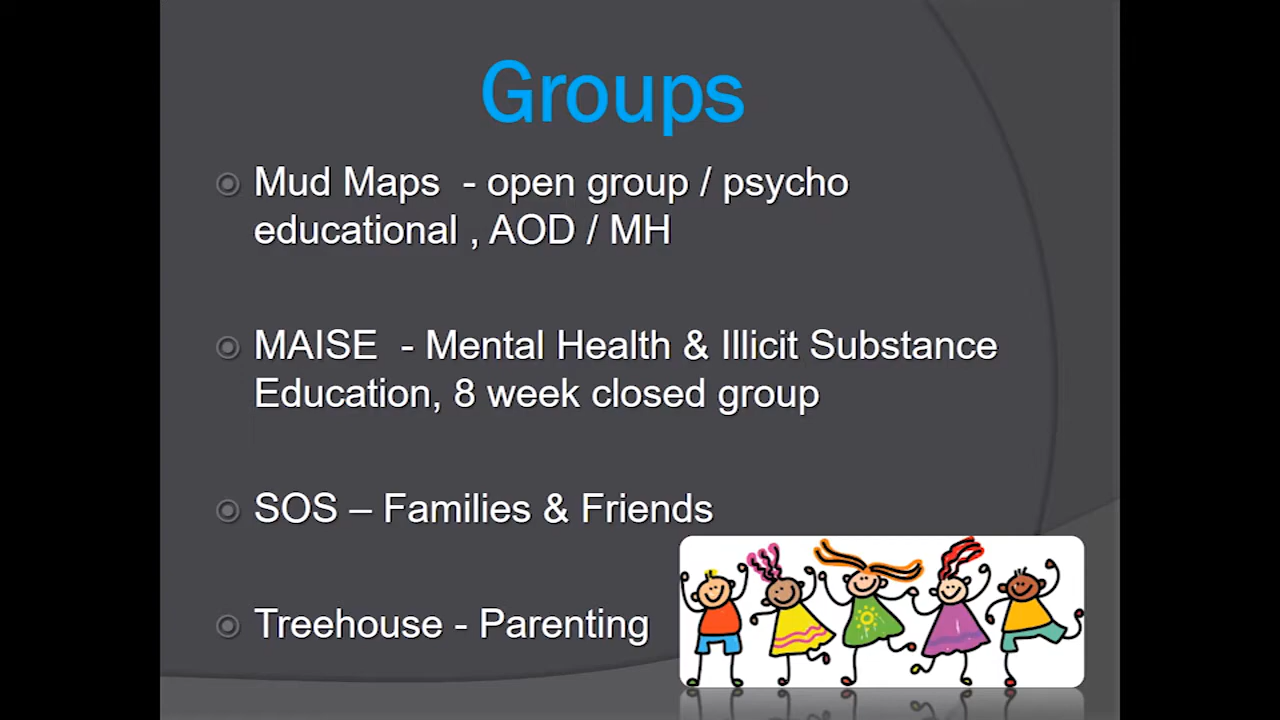 Groups
Mud Maps - open group / psycho
educational , AOD / MH
MAISE - Mental Health & Illicit Substance
Education, 8 week closed group
SOS – Families & Friends
Treehouse - Parenting